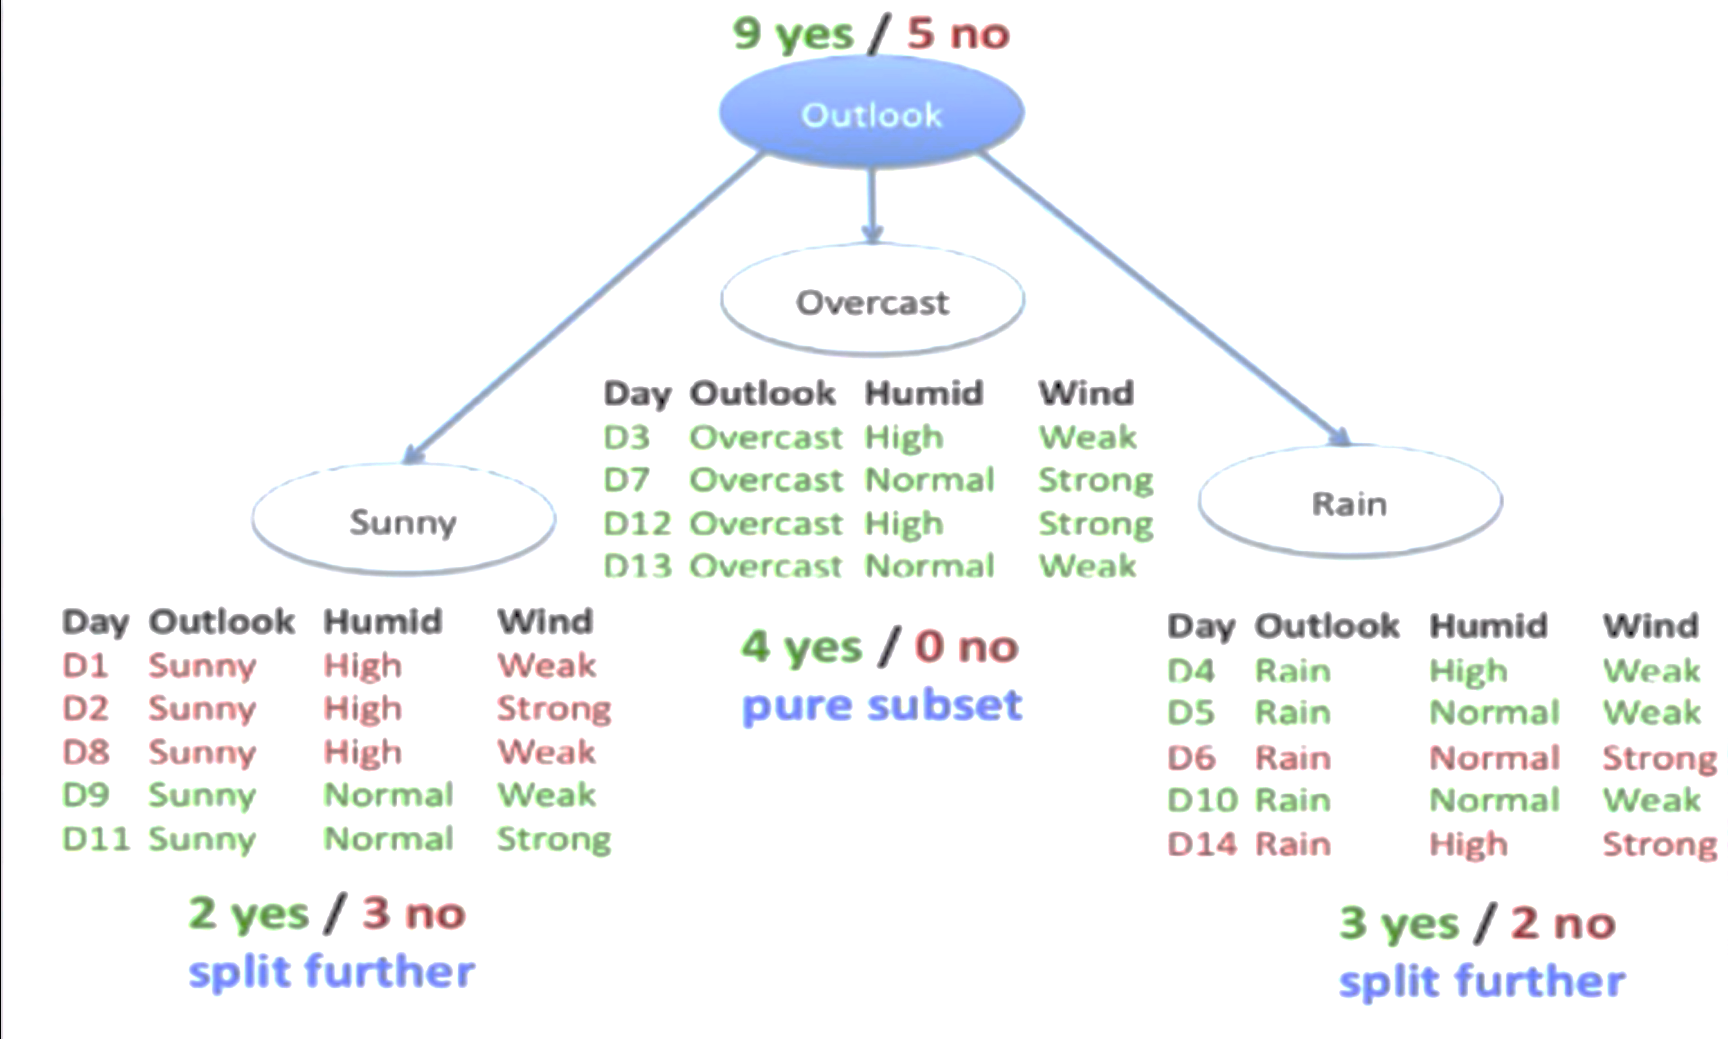 9 yes / 5 no
Outlook
Overcast
Day Outlook Humid Wind
D3 Overcast High Weak
D7 Overcast Normal Strong
D12 Overcast High Strong
D13 Overcast Normal Weak
4 yes / 0 no
pure subset
Sunny
Day Outlook Humid Wind
D1 Sunny High Weak
D2 Sunny High Strong
D8 Sunny High Weak
D9 Sunny Normal Weak
D11 Sunny Normal Strong
2 yes / 3 no
split further
Rain
Day Outlook Humid Wind
D4 Rain High Weak
D5 Rain Normal Weak
D6 Rain Normal Strong
D10 Rain Normal Weak
D14 Rain High Strong
3 yes / 2 no
split further